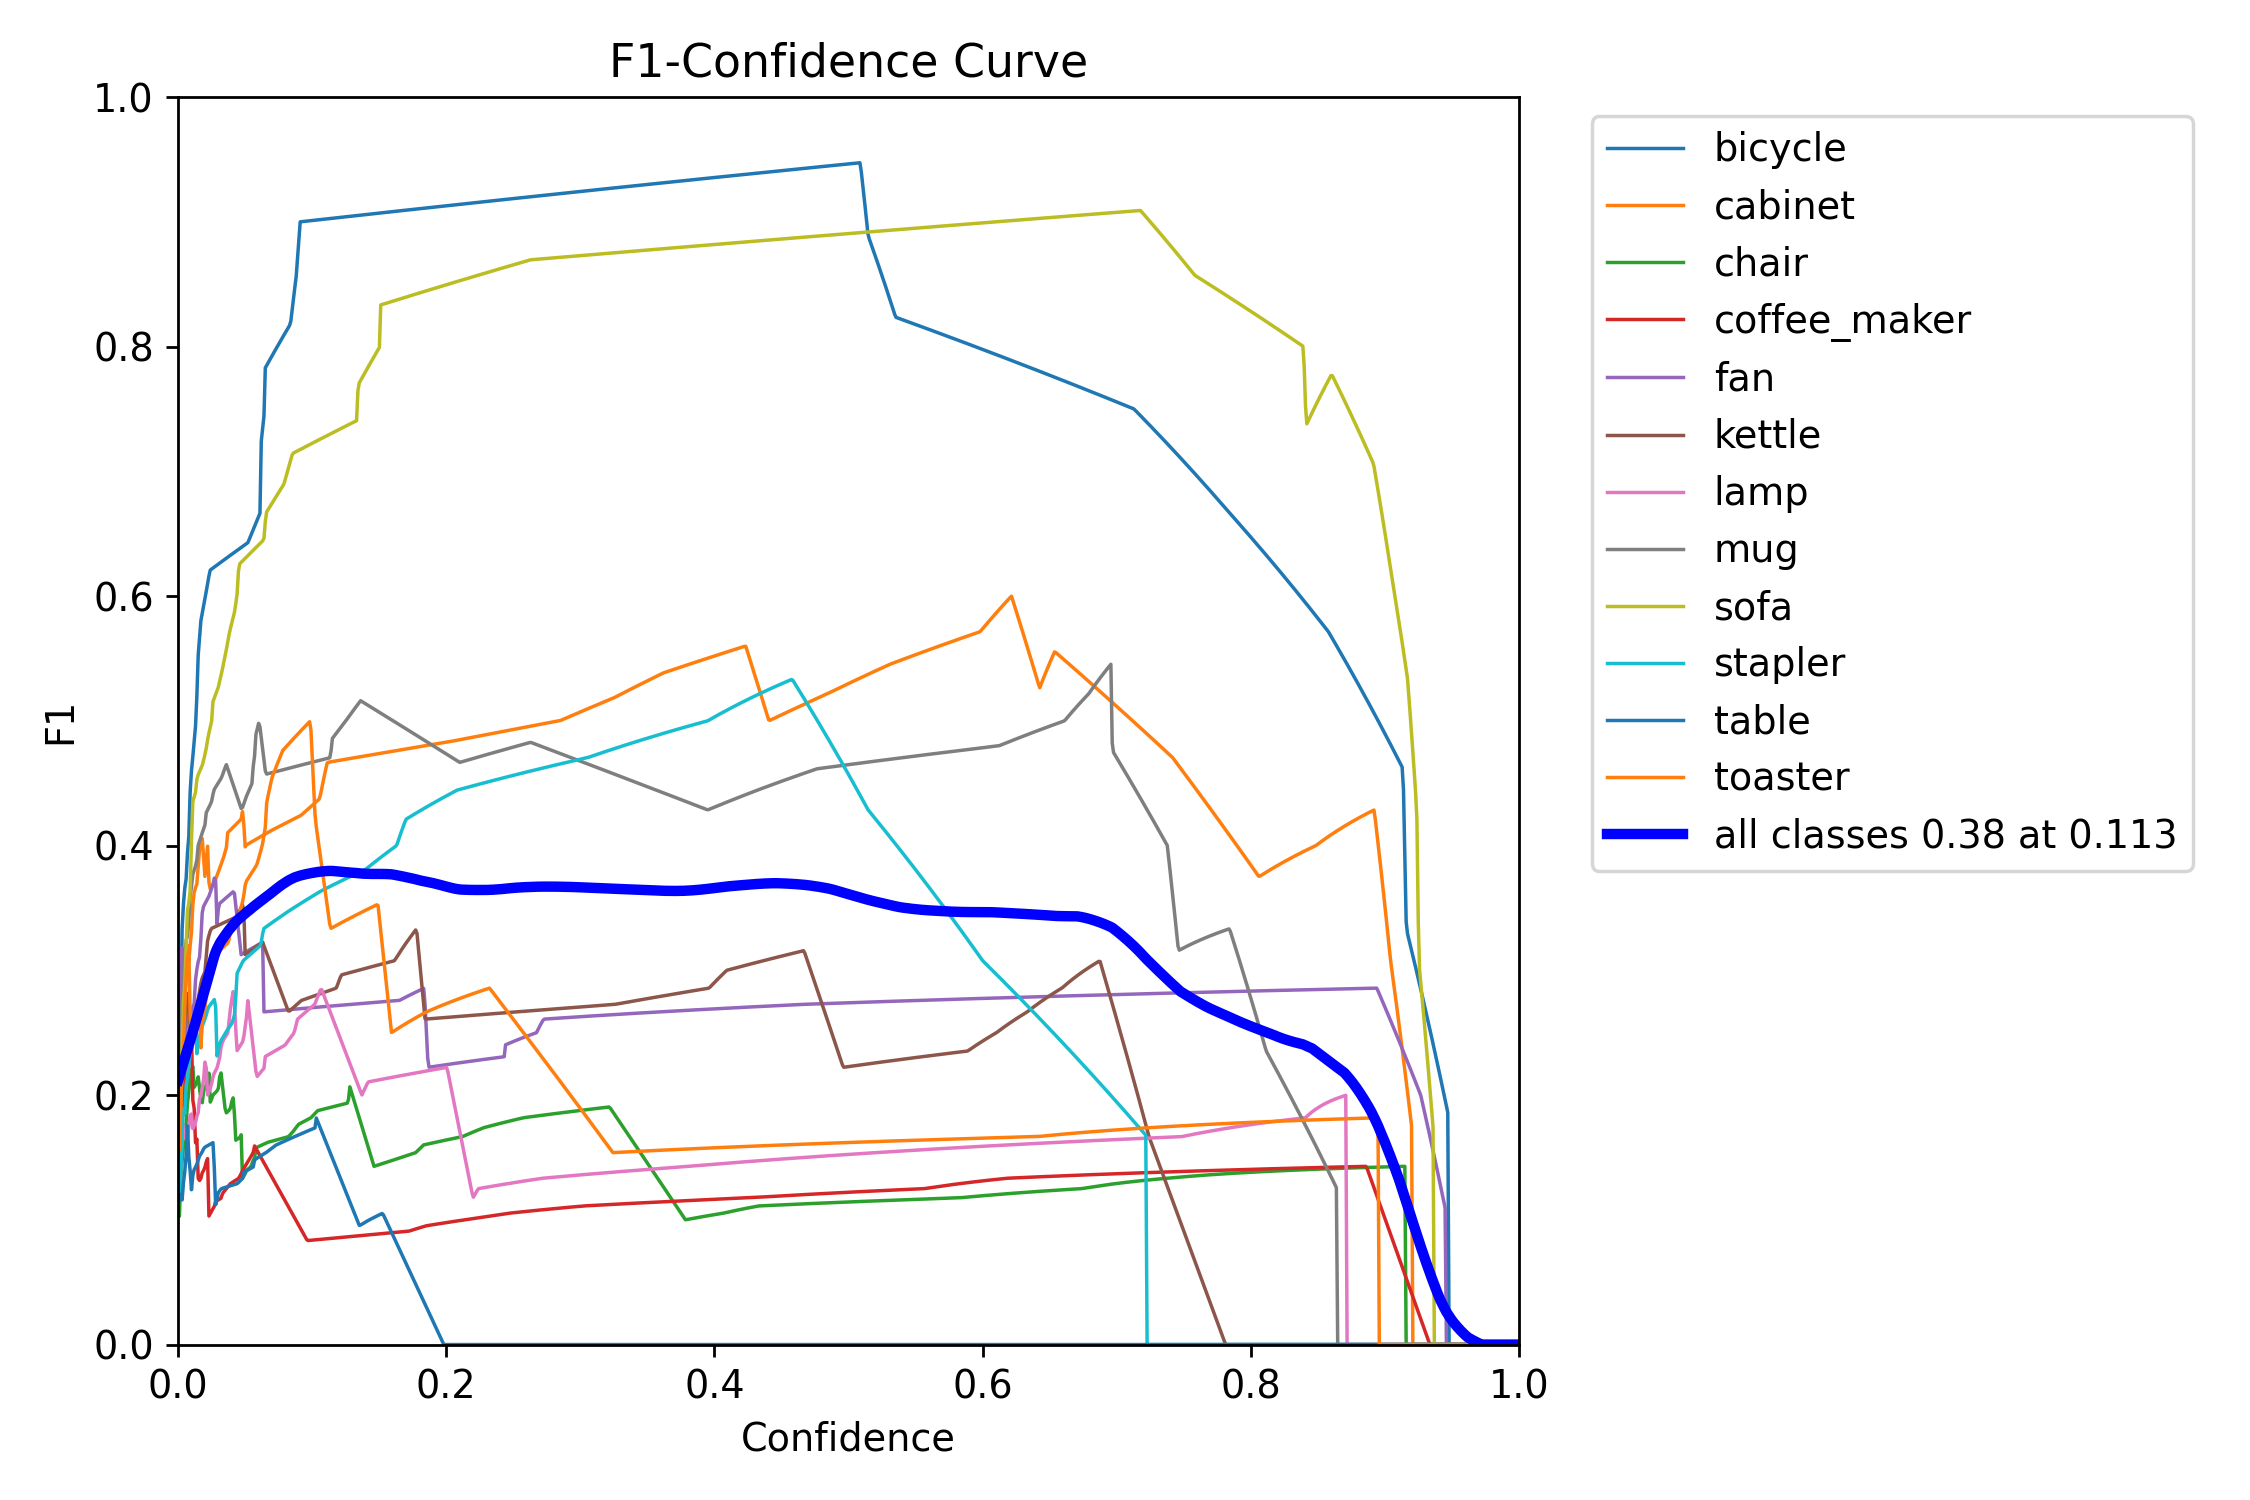 F1-Confidence Curve
1.0
0.8
0.6
0.4
0.2
0.0
F1
0.0 0.2 0.4 0.6 0.8 1.0
Confidence
bicycle
cabinet
chair
coffee_maker
fan
kettle
lamp
mug
sofa
stapler
table
toaster
all classes 0.38 at 0.113